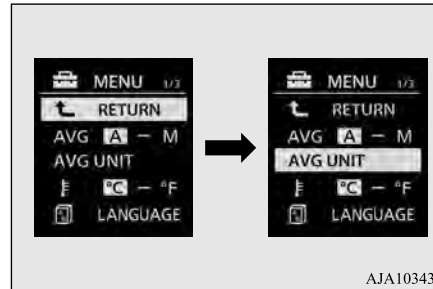 MENU 1/3
RETURN
AVG A – M
AVG UNIT
°C – °F
LANGUAGE
MENU 1/3
RETURN
AVG A – M
AVG UNIT
°C – °F
LANGUAGE
AJA10343